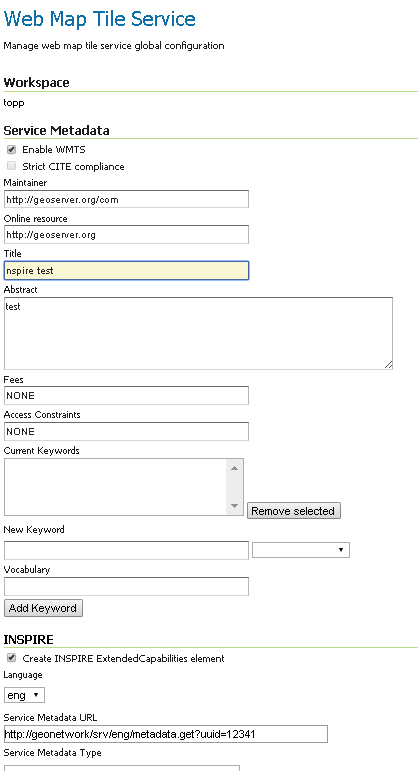 Web Map Tile Service
Manage web map tile service global configuration
Workspace
topp
Service Metadata
Enable WMTS
Strict CITE compliance
Maintainer
http://geoserver.org/com
Online resource
http://geoserver.org
Title
nspire test
Abstract
test
Fees
NONE
Access Constraints
NONE
Current Keywords
Remove selected
New Keyword
Vocabulary
Add Keyword
INSPIRE
Create INSPIRE ExtendedCapabilities element
Language
eng
Service Metadata URL
http://geonetwork/srv/eng/metadata.get?uuid=12341
Service Metadata Type